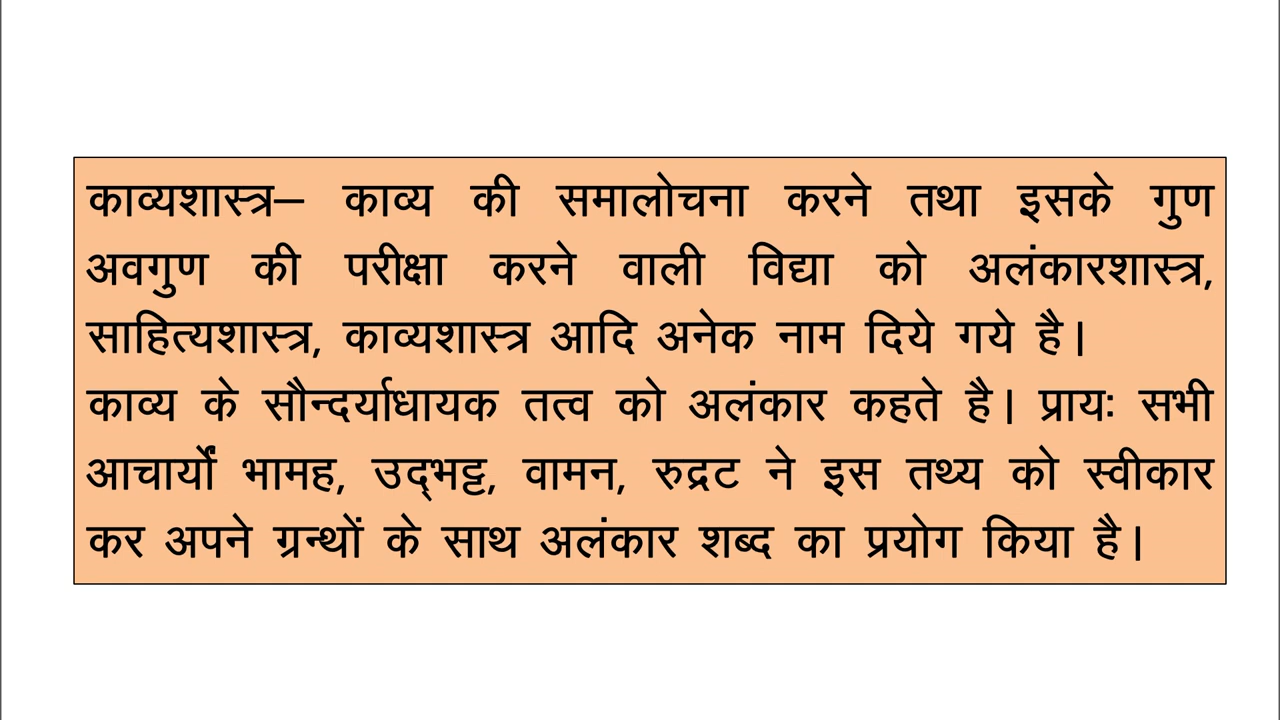 काव्यशास्त्र– काव्य की समालोचना करने तथा इसके गुण
अवगुण की परीक्षा करने वाली विद्या को अलंकारशास्त्र,
साहित्यशास्त्र, काव्यशास्त्र आदि अनेक नाम दिये गये है।
काव्य के सौन्दर्याधायक तत्व को अलंकार कहते है। प्रायः सभी
आचार्यों भामह, उद्भट्ट, वामन, रुद्रट ने इस तथ्य को स्वीकार
कर अपने ग्रन्थों के साथ अलंकार शब्द का प्रयोग किया है।